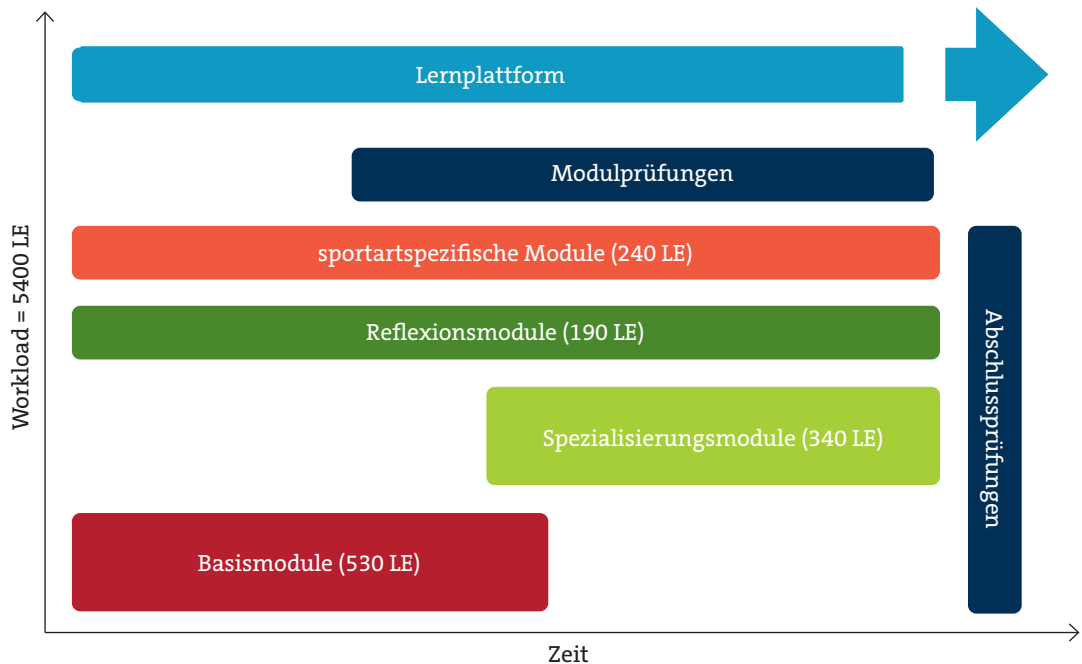 Lernplattform
Modulprüfungen
sportartspezifische Module (240 LE)
Reflexionsmodule (190 LE)
Spezialisierungsmodule (340 LE)
Basismodule (530 LE)
Abschlussprüfungen
Workload = 5400 LE
Zeit